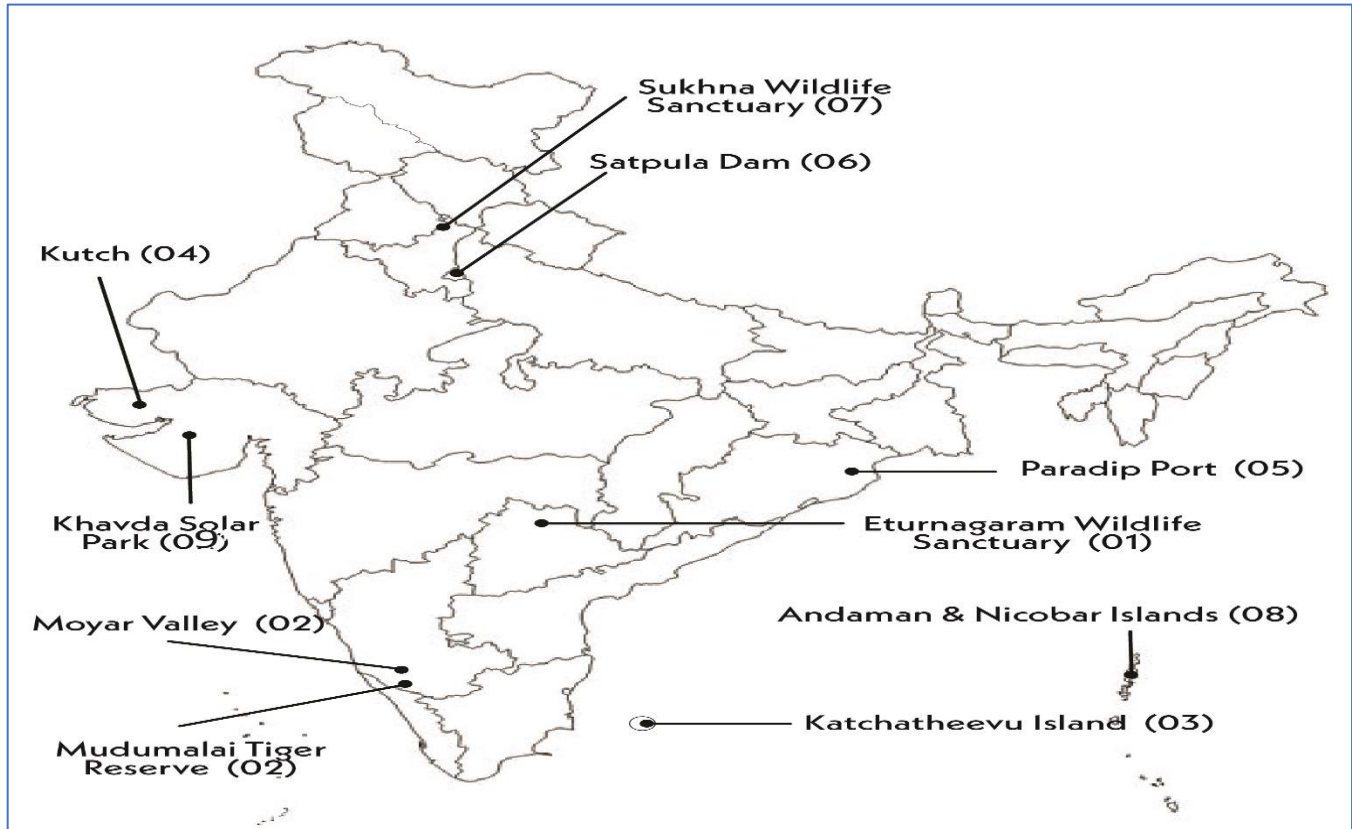 Sukhna Wildlife
Sanctuary (07)
Satpula Dam (06)
Kutch (04)
Paradip Port (05)
Khavda Solar
Park (09)
Eturnagaram Wildlife
Sanctuary (01)
Moyar Valley (02)
Andaman & Nicobar Islands (08)
Katchatheevu Island (03)
Mudumalai Tiger
Reserve (02)